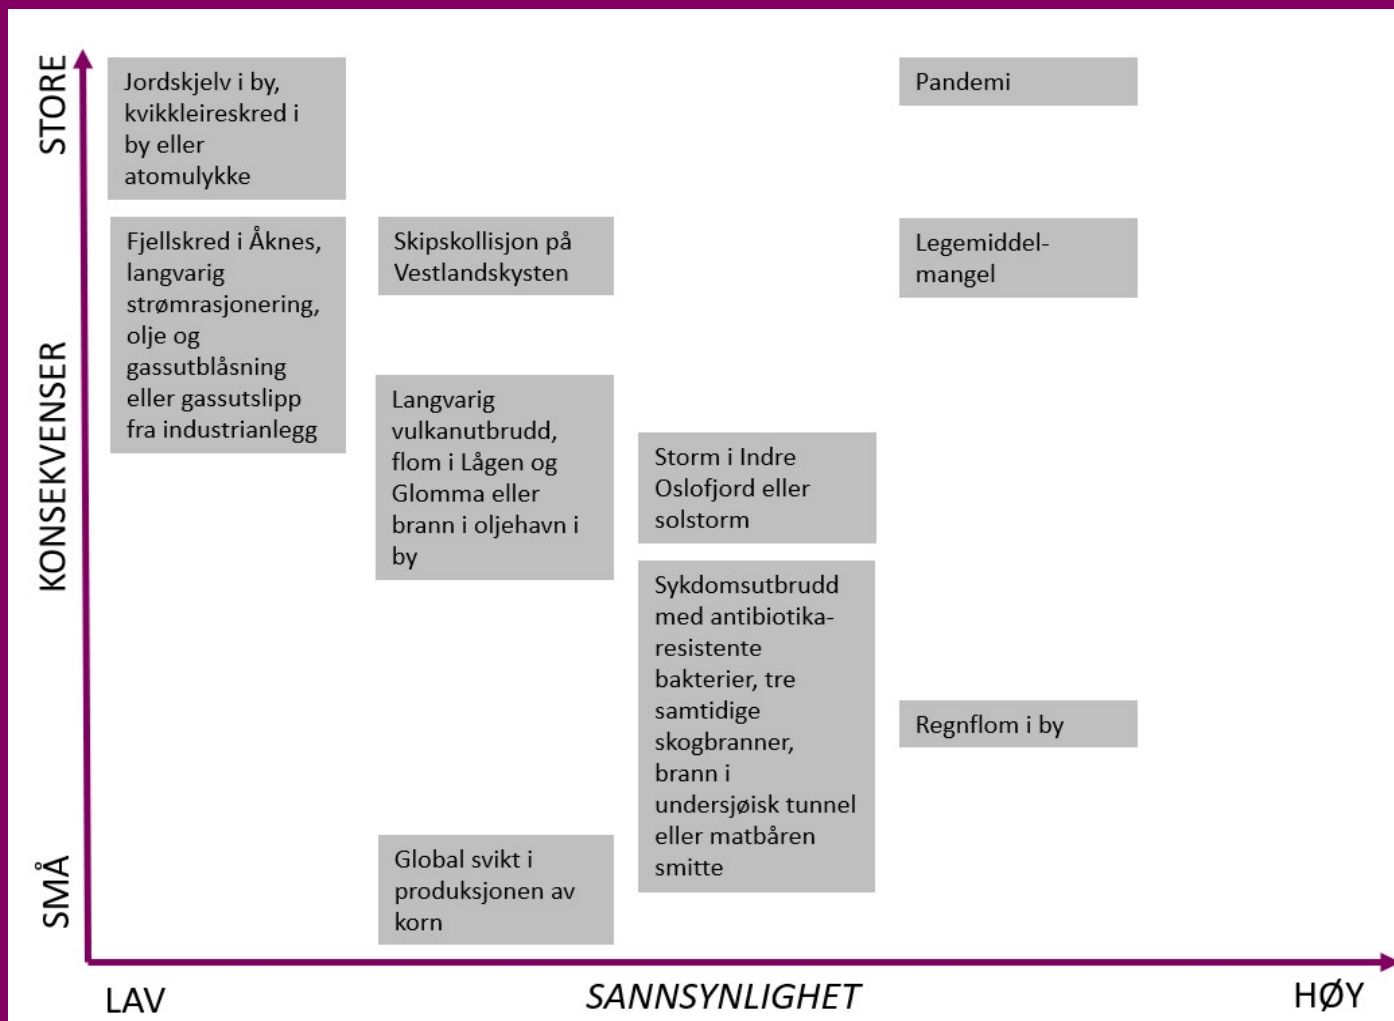 STORE
KONSEKVENSER
SMÅ
Jordskjelv i by,
kvikkleireskred i
by eller
atomulykke
Pandemi
Fjellskred i Åknes,
langvarig
strømrasjonering,
olje og
gassutblåsning
eller gassutslipp
fra industrianlegg
Skipskollisjon på
Vestlandskysten
Legemiddel-
mangel
Langvarig
vulkanutbrudd,
flom i Lågen og
Glomma eller
brann i oljehavn i
by
Storm i Indre
Oslofjord eller
solstorm
Sykdomsutbrudd
med antibiotika-
resistente
bakterier, tre
samtidige
skogbranner,
brann i
undersjøisk tunnel
eller matbåren
smitte
Regnflom i by
Global svikt i
produksjonen av
korn
LAV
SANNSYNLIGHET
HØY